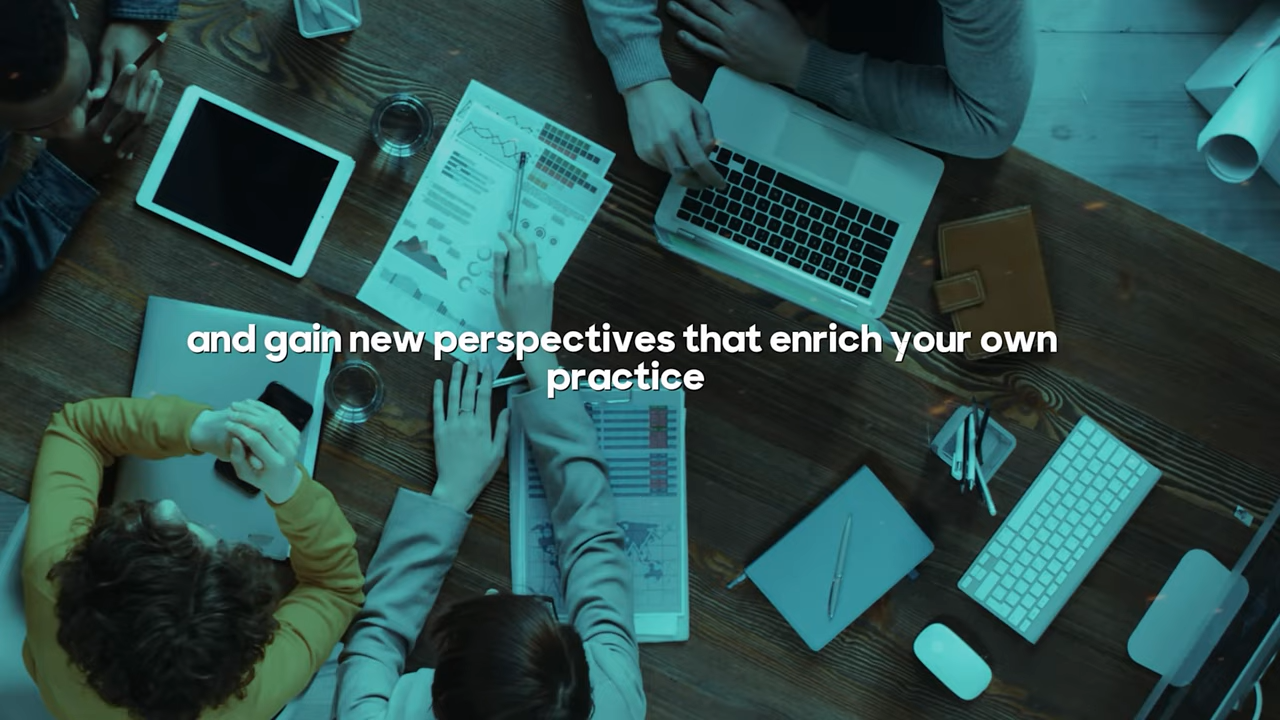 and gain new perspectives that enrich your own
practice